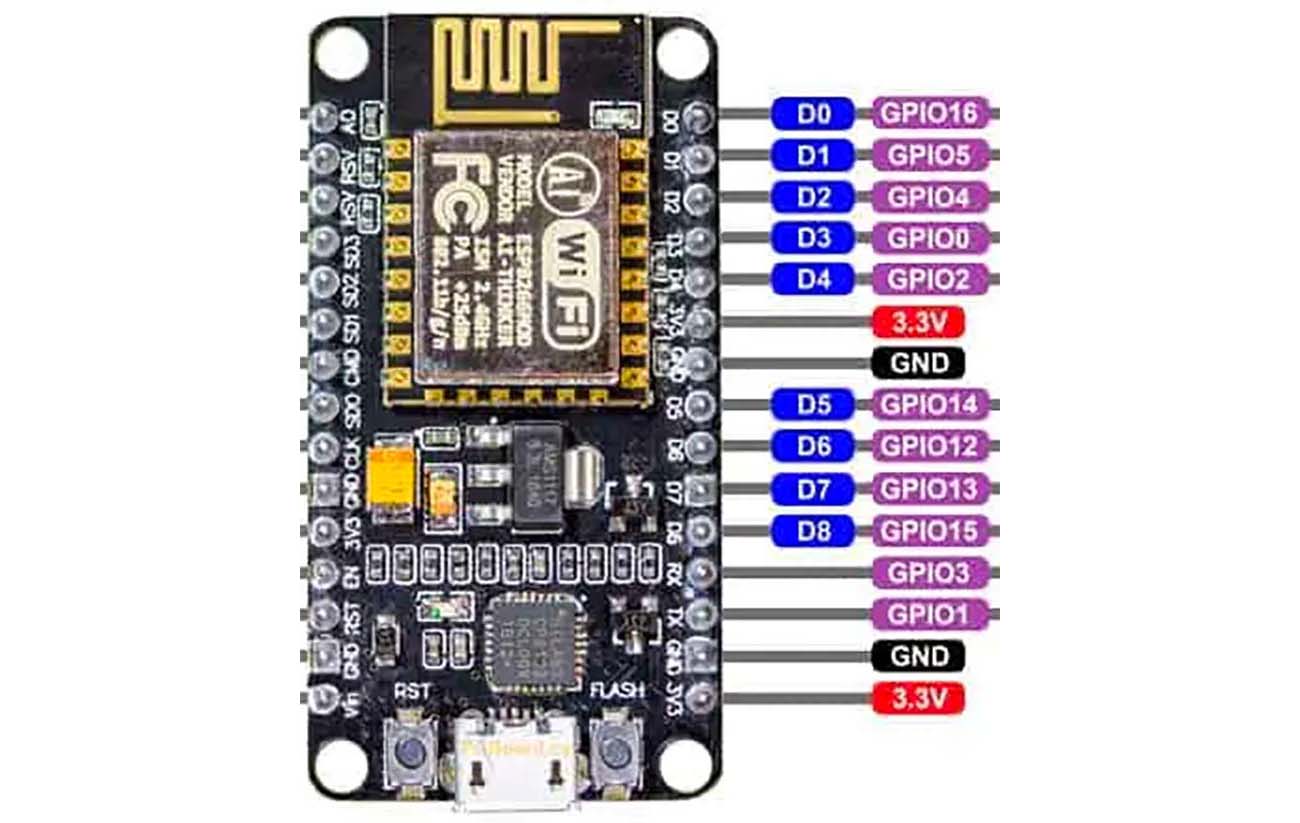 A0
RSV
RSV
SD3
SD2
SD1
CMD
SD0
CLK
GND
3V3
EN
RST
GND
Vin
D0
D1
D2
D3
D4
3V3
GND
D5
D6
D7
RX
TX
GND
3V3
AI
WiFi
MODEL ESP8266MOD
VENDOR AI-THINKER
ISM 2.4GHz
PA +25dBm
802.11b/g/n
FC
AMS1117
RST
FLASH
D0 GPIO16
D1 GPIO5
D2 GPIO4
D3 GPIO0
D4 GPIO2
3.3V
GND
D5 GPIO14
D6 GPIO12
D7 GPIO13
D8 GPIO15
GPIO3
GPIO1
GND
3.3V